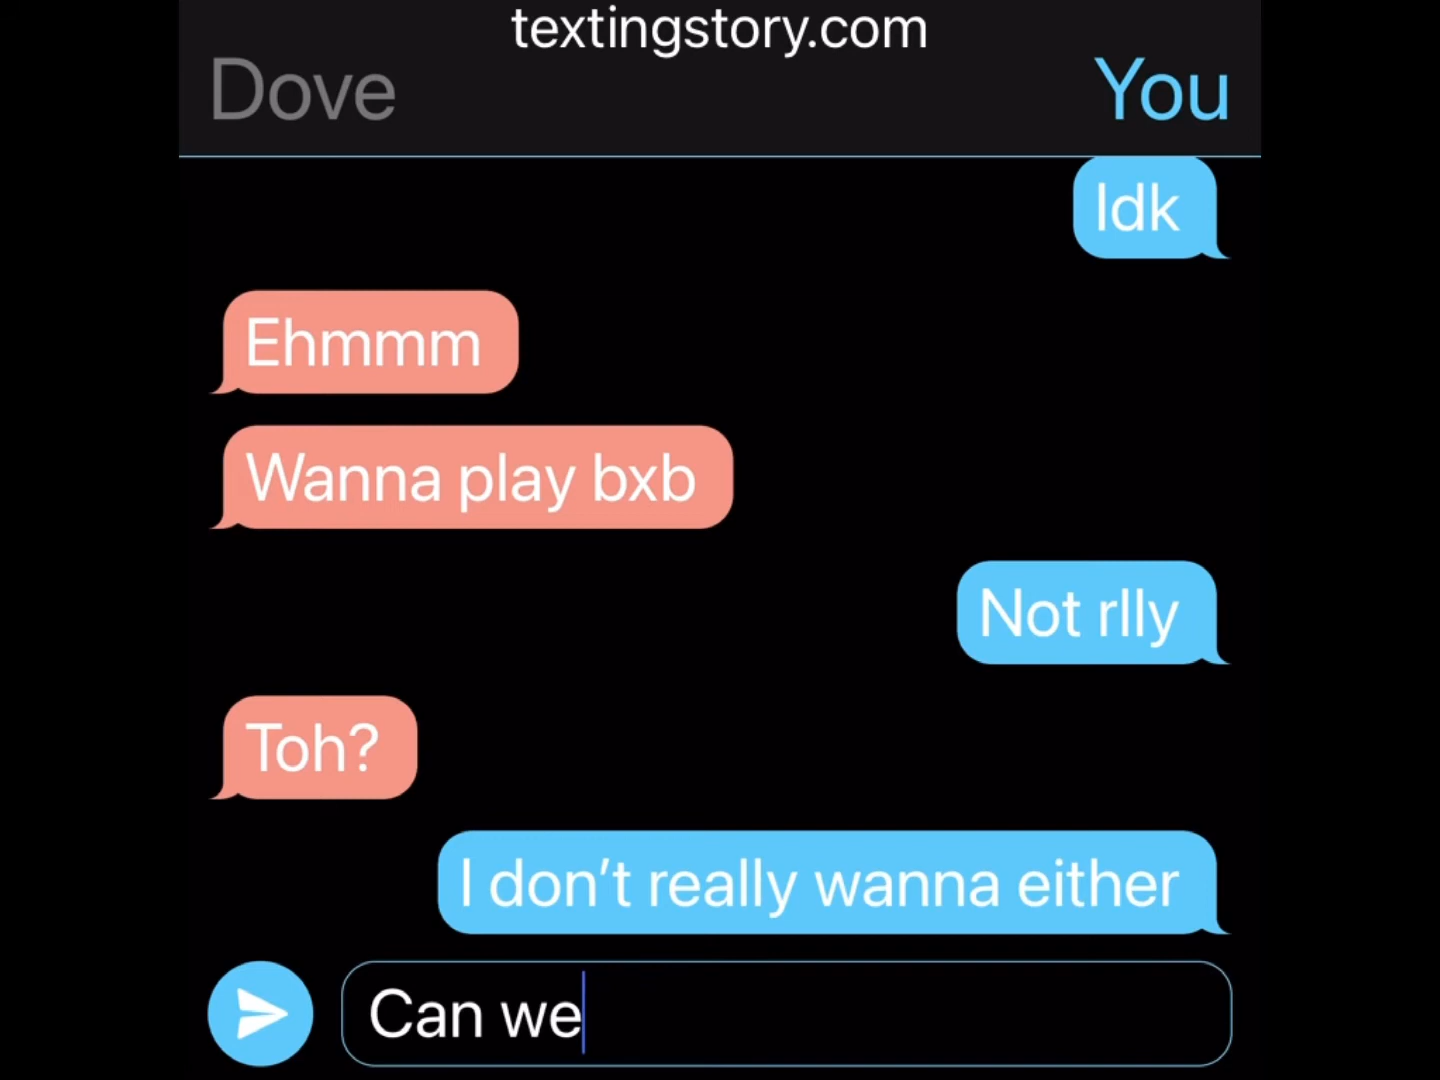 textingstory.com
Dove
You
Idk
Ehmmm
Wanna play bxb
Not rlly
Toh?
I don’t really wanna either
Can we